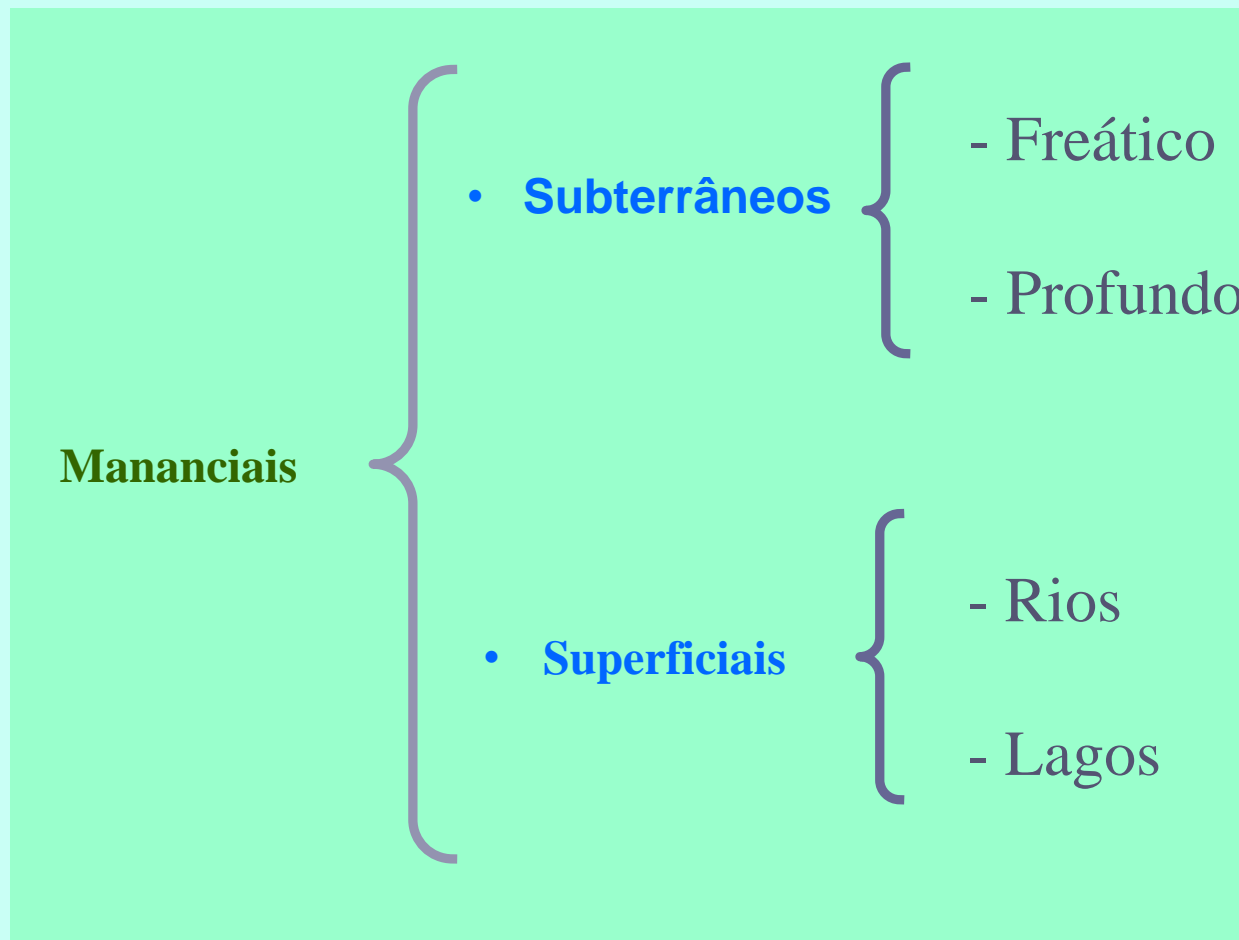 Mananciais
• Subterrâneos
- Freático
- Profundo
• Superficiais
- Rios
- Lagos